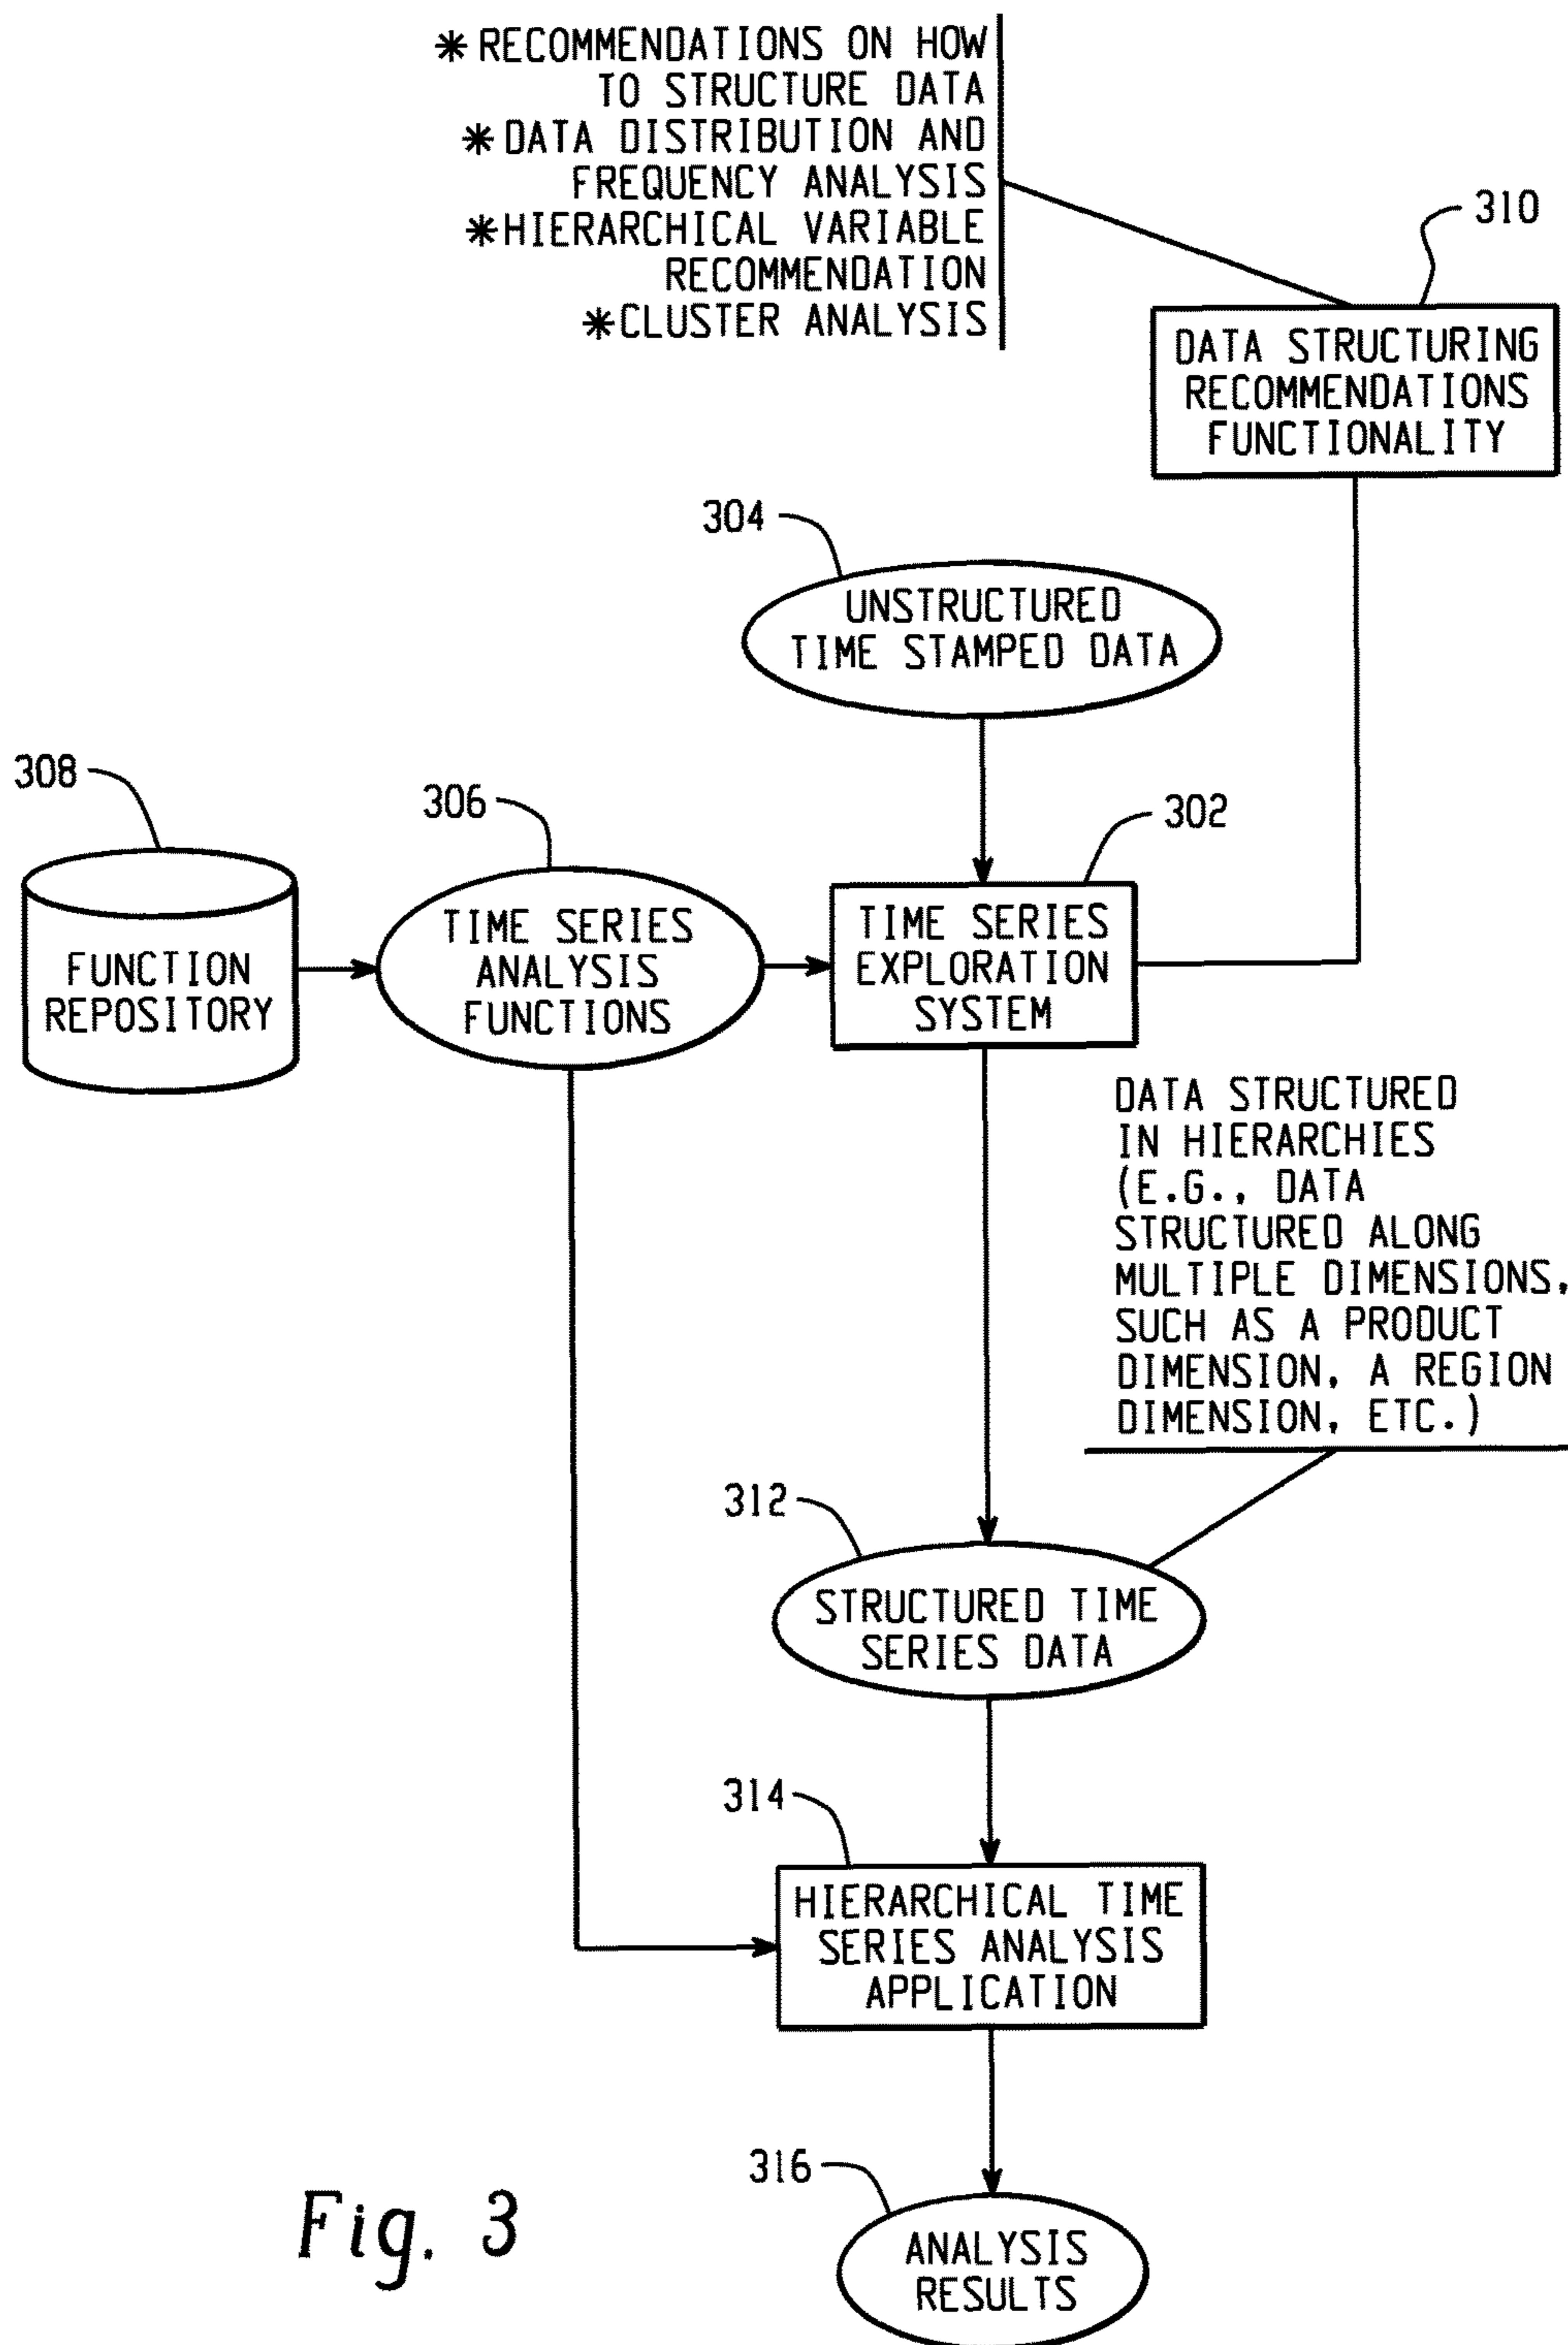 * RECOMMENDATIONS ON HOW
TO STRUCTURE DATA
* DATA DISTRIBUTION AND
FREQUENCY ANALYSIS
* HIERARCHICAL VARIABLE
RECOMMENDATION
* CLUSTER ANALYSIS
310
DATA STRUCTURING
RECOMMENDATIONS
FUNCTIONALITY
304
UNSTRUCTURED
TIME STAMPED DATA
308
FUNCTION
REPOSITORY
306
TIME SERIES
ANALYSIS
FUNCTIONS
302
TIME SERIES
EXPLORATION
SYSTEM
DATA STRUCTURED
IN HIERARCHIES
(E.G., DATA
STRUCTURED ALONG
MULTIPLE DIMENSIONS,
SUCH AS A PRODUCT
DIMENSION, A REGION
DIMENSION, ETC.)
312
STRUCTURED TIME
SERIES DATA
314
HIERARCHICAL TIME
SERIES ANALYSIS
APPLICATION
316
ANALYSIS
RESULTS
Fig. 3